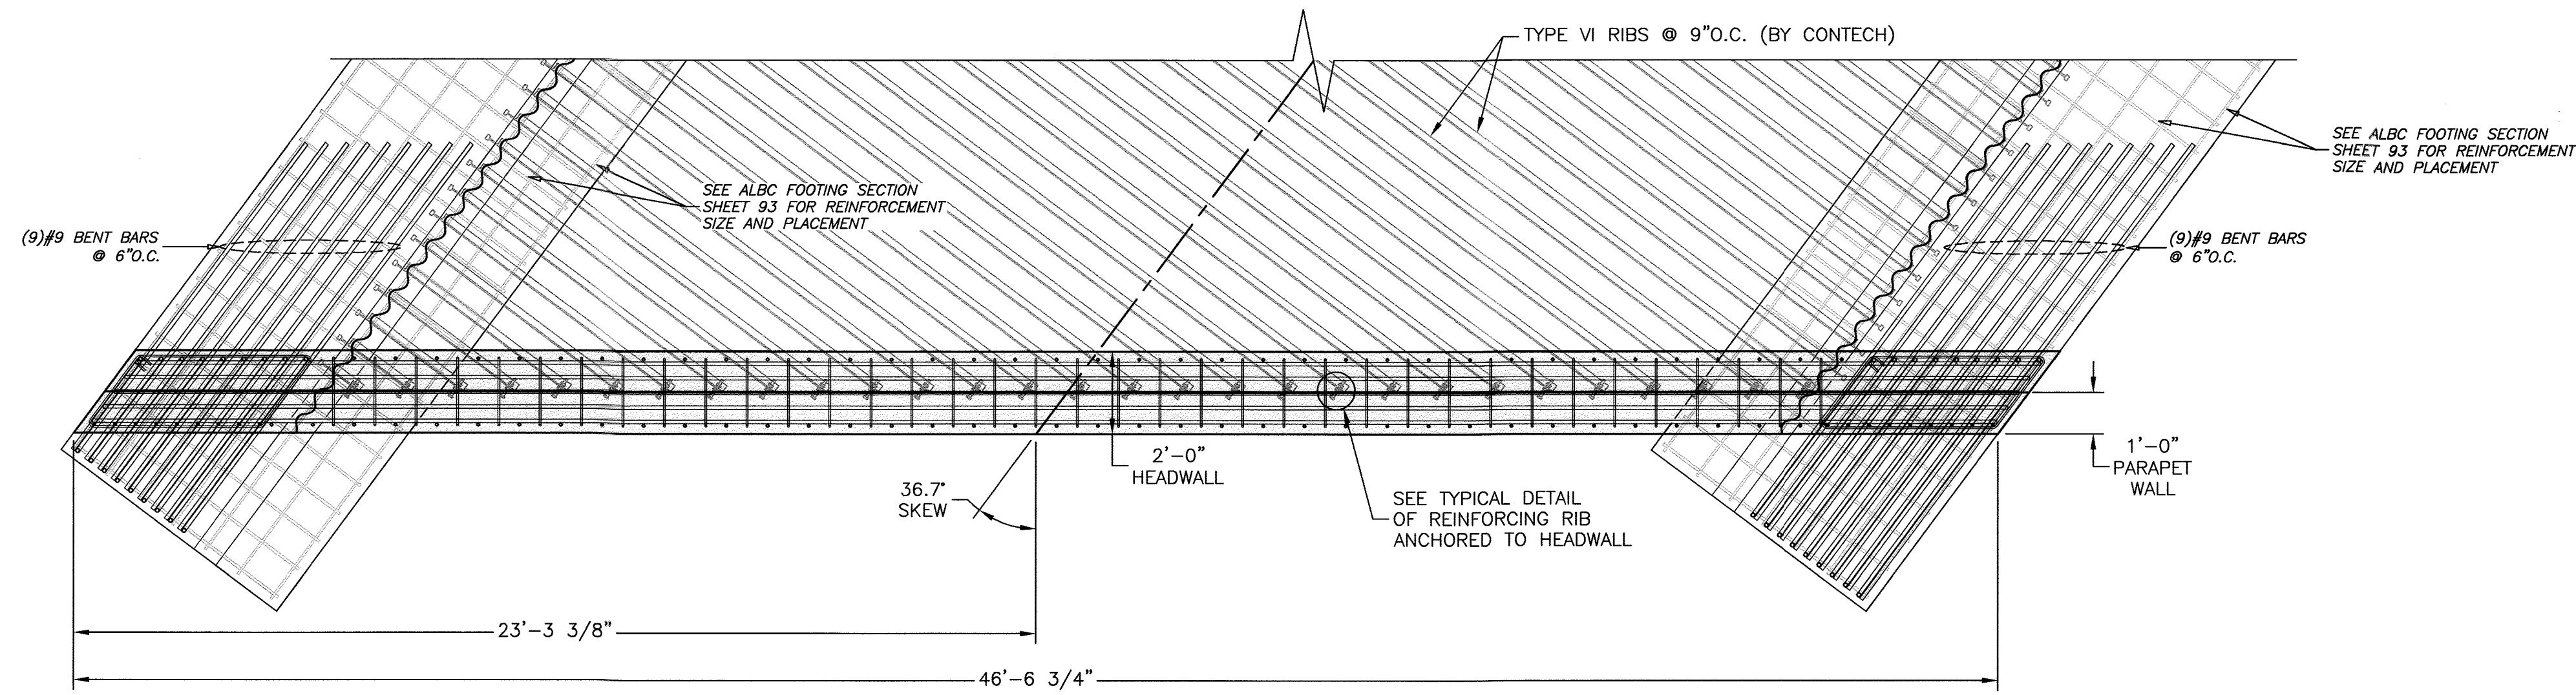 TYPE VI RIBS @ 9"O.C. (BY CONTECH)
SEE ALBC FOOTING SECTION
SHEET 93 FOR REINFORCEMENT
SIZE AND PLACEMENT
SEE ALBC FOOTING SECTION
SHEET 93 FOR REINFORCEMENT
SIZE AND PLACEMENT
(9)#9 BENT BARS
@ 6"O.C.
(9)#9 BENT BARS
@ 6"O.C.
2'-0"
HEADWALL
1'-0"
PARAPET
WALL
36.7°
SKEW
SEE TYPICAL DETAIL
OF REINFORCING RIB
ANCHORED TO HEADWALL
23'-3 3/8"
46'-6 3/4"